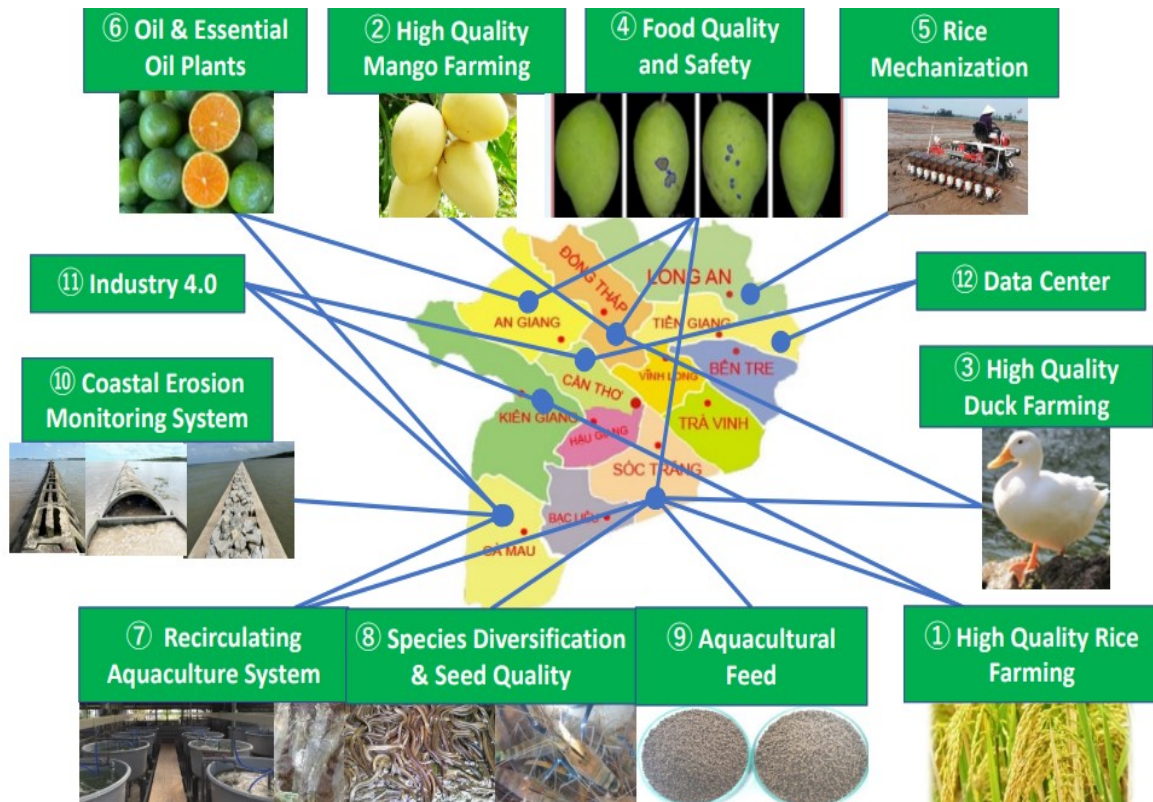 ⑥ Oil & Essential
Oil Plants
② High Quality
Mango Farming
④ Food Quality
and Safety
⑤ Rice
Mechanization
⑪ Industry 4.0
⑫ Data Center
⑩ Coastal Erosion
Monitoring System
③ High Quality
Duck Farming
ĐỒNG THÁP
LONG AN
AN GIANG
TIỀN GIANG
BẾN TRE
VĨNH LONG
CẦN THƠ
KIÊN GIANG
TRÀ VINH
HẬU GIANG
SÓC TRĂNG
BẠC LIÊU
CÀ MAU
⑦ Recirculating
Aquaculture System
⑧ Species Diversification
& Seed Quality
⑨ Aquacultural
Feed
① High Quality Rice
Farming